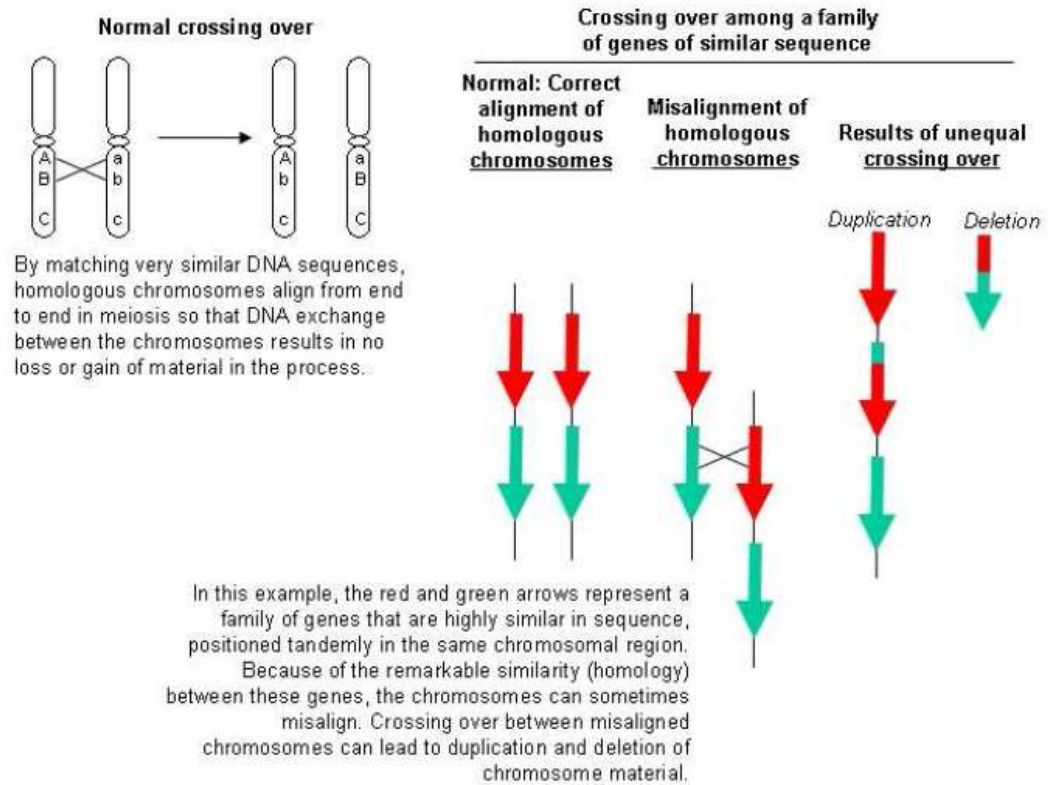 Normal crossing over
A
B
C
a
b
c
A
b
c
a
B
C
By matching very similar DNA sequences,
homologous chromosomes align from end
to end in meiosis so that DNA exchange
between the chromosomes results in no
loss or gain of material in the process.
Crossing over among a family
of genes of similar sequence
Normal: Correct
alignment of
homologous
chromosomes
Misalignment of
homologous
chromosomes
Results of unequal
crossing over
Duplication
Deletion
In this example, the red and green arrows represent a
family of genes that are highly similar in sequence,
positioned tandemly in the same chromosomal region.
Because of the remarkable similarity (homology)
between these genes, the chromosomes can sometimes
misalign. Crossing over between misaligned
chromosomes can lead to duplication and deletion of
chromosome material.